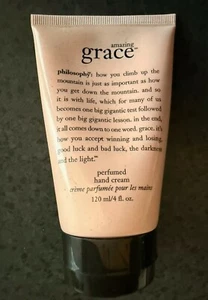 amazing
grace
philosophy: how you climb up the
mountain is just as important as how
you get down the mountain. and so
it is with life, which for many of us
becomes one big gigantic test followed
by one big gigantic lesson. in the end,
it all comes down to one word. grace. it's
how you accept winning and losing,
good luck and bad luck, the darkness
and the light.
perfumed
hand cream
crème parfumée pour les mains
120 ml/4 fl. oz.